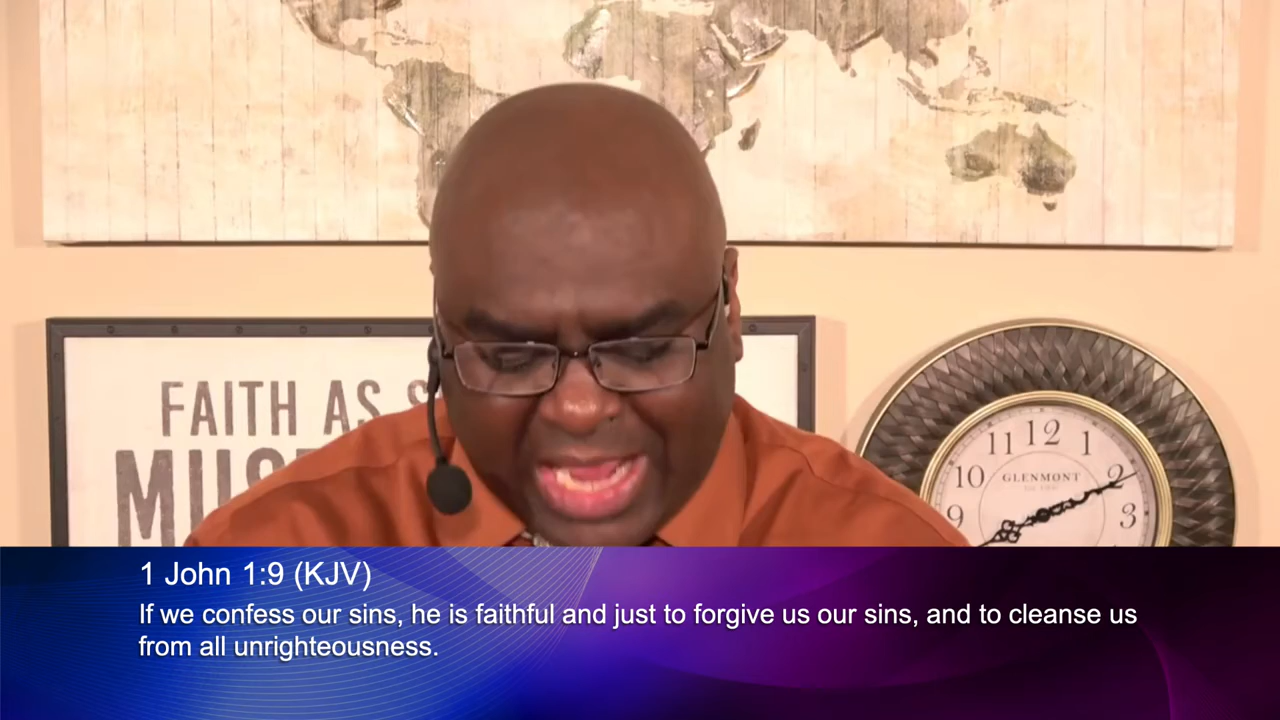 FAITH AS
11 12 1
10 2
GLENMONT
9 3
1 John 1:9 (KJV)
If we confess our sins, he is faithful and just to forgive us our sins, and to cleanse us
from all unrighteousness.